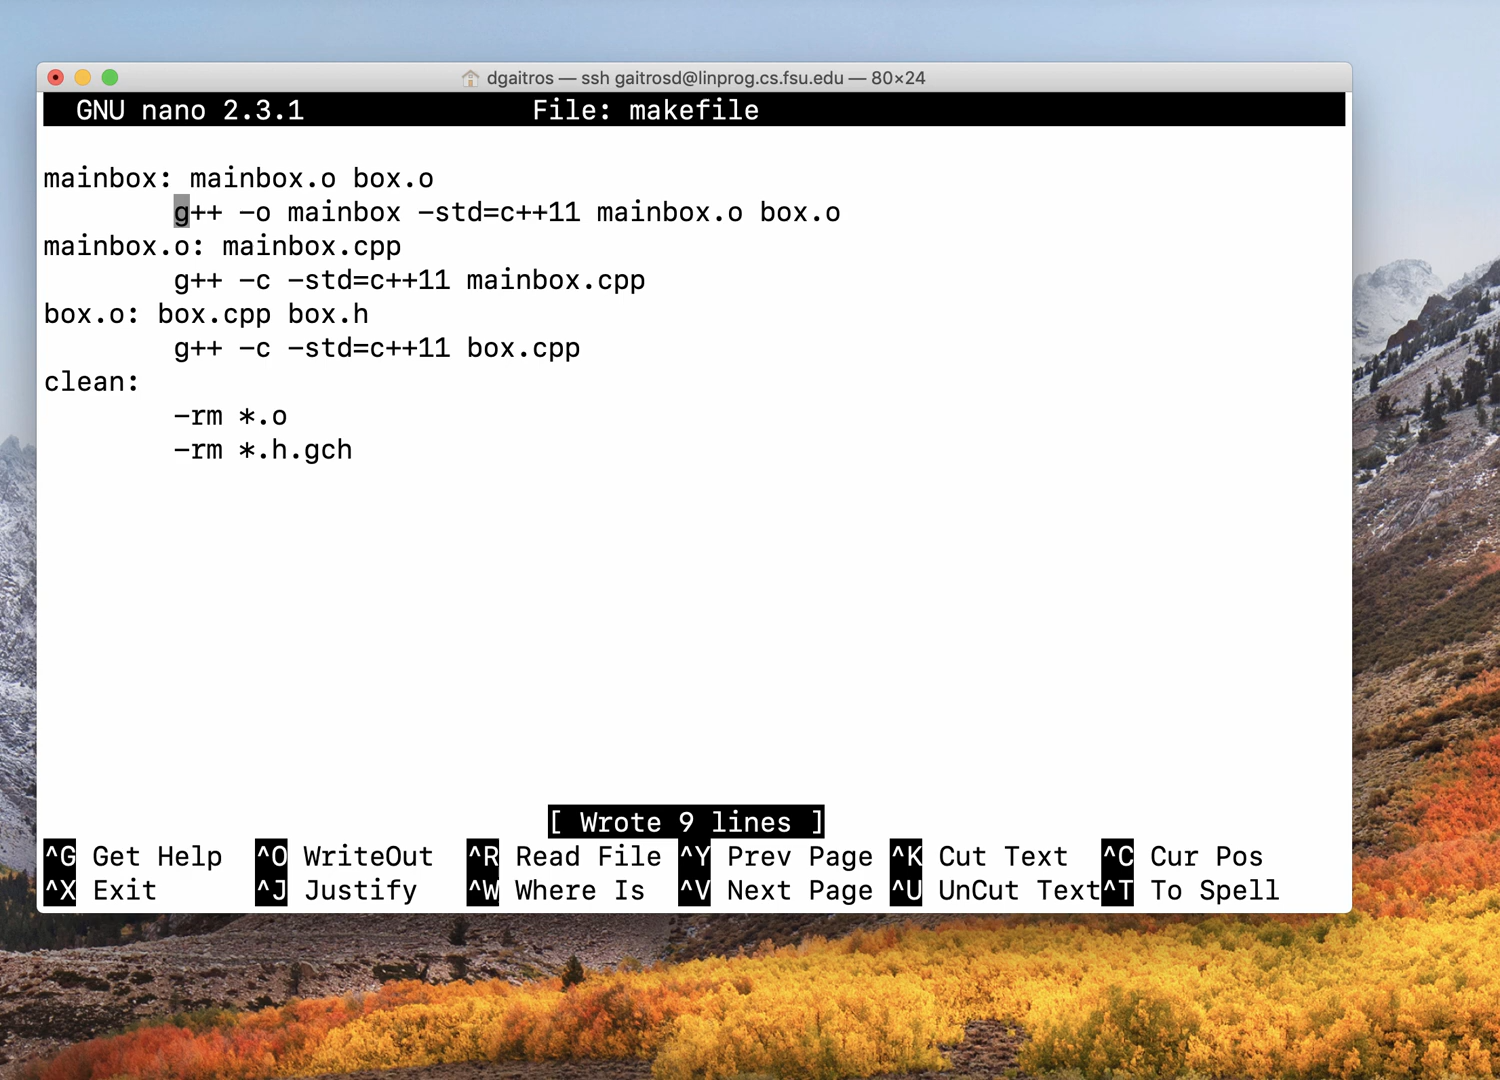 dgaitros — ssh gaitrosd@linprog.cs.fsu.edu — 80×24
GNU nano 2.3.1 File: makefile
mainbox: mainbox.o box.o
        g++ -o mainbox -std=c++11 mainbox.o box.o
mainbox.o: mainbox.cpp
        g++ -c -std=c++11 mainbox.cpp
box.o: box.cpp box.h
        g++ -c -std=c++11 box.cpp
clean:
        -rm *.o
        -rm *.h.gch
[ Wrote 9 lines ]
^G Get Help ^O WriteOut ^R Read File ^Y Prev Page ^K Cut Text ^C Cur Pos
^X Exit ^J Justify ^W Where Is ^V Next Page ^U UnCut Text ^T To Spell